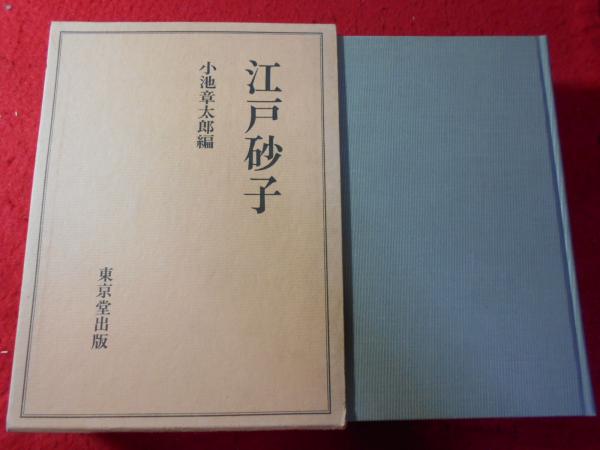 江戸砂子
小池章太郎編
東京堂出版